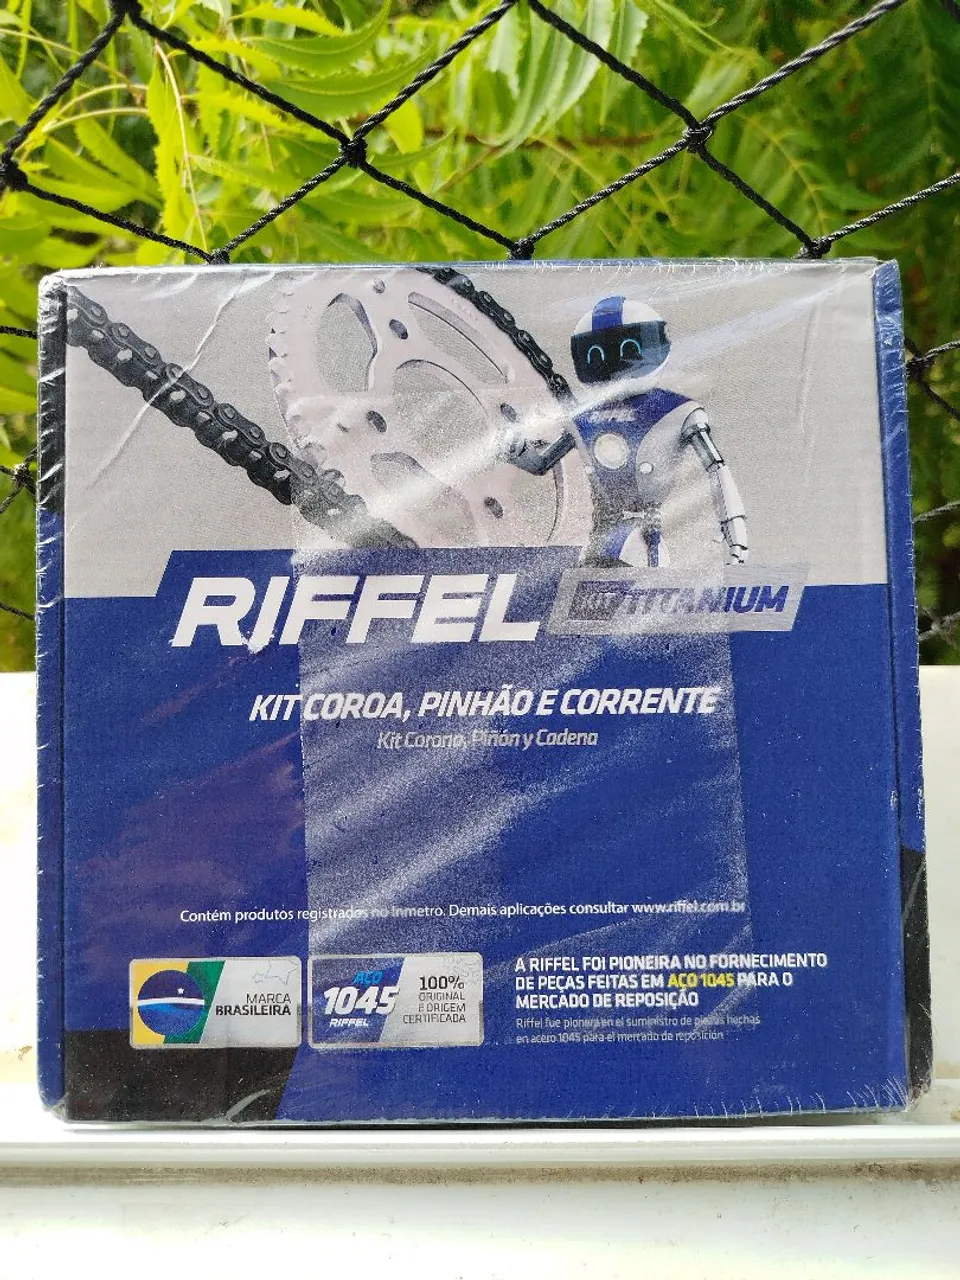 RIFFEL
KIT TITANIUM
KIT COROA, PINHÃO E CORRENTE
Kit Corona, Piñón y Cadena
Contém produtos registrados no Inmetro. Demais aplicações consultar www.riffel.com.br
MARCA
BRASILEIRA
AÇO
1045
RIFFEL
100%
ORIGINAL
E ORIGEM
CERTIFICADA
A RIFFEL FOI PIONEIRA NO FORNECIMENTO
DE PEÇAS FEITAS EM AÇO 1045 PARA O
MERCADO DE REPOSIÇÃO
Riffel fue pionera en el suministro de piezas hechas
en acero 1045 para el mercado de reposición